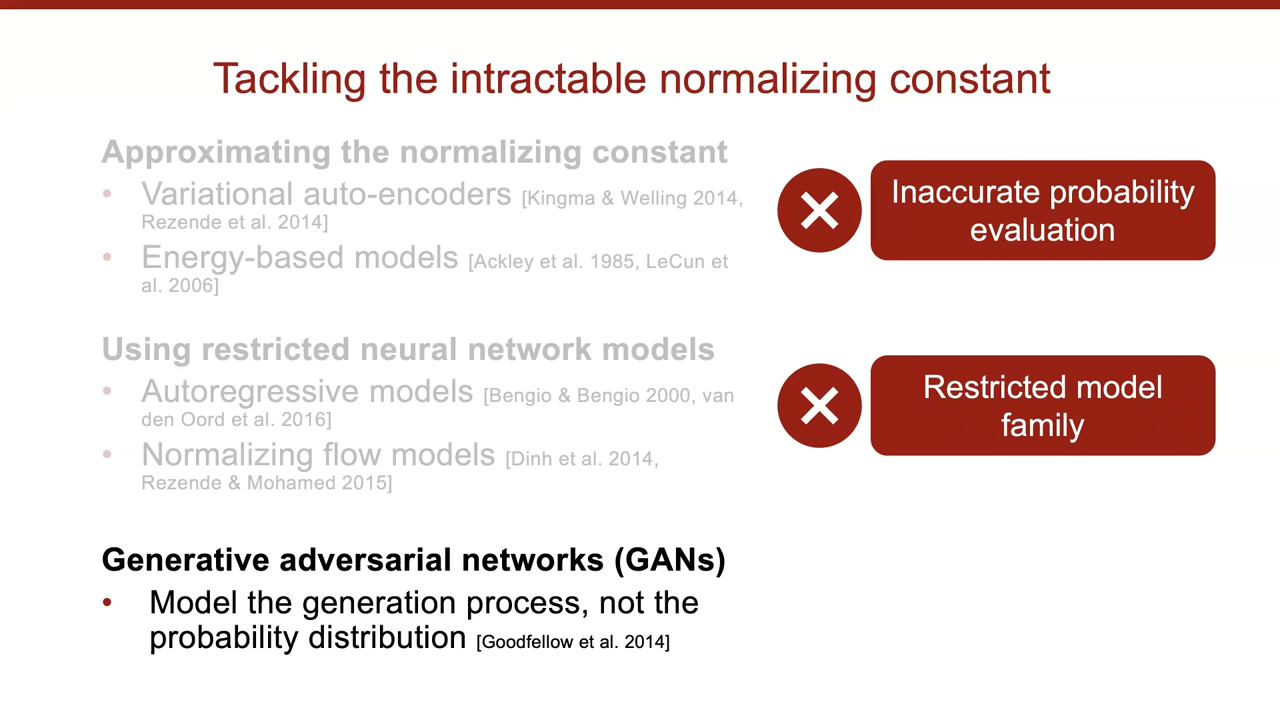 Tackling the intractable normalizing constant
Approximating the normalizing constant
• Variational auto-encoders [Kingma & Welling 2014,
Rezende et al. 2014]
• Energy-based models [Ackley et al. 1985, LeCun et
al. 2006]
Inaccurate probability
evaluation
Using restricted neural network models
• Autoregressive models [Bengio & Bengio 2000, van
den Oord et al. 2016]
• Normalizing flow models [Dinh et al. 2014,
Rezende & Mohamed 2015]
Restricted model
family
Generative adversarial networks (GANs)
• Model the generation process, not the
probability distribution [Goodfellow et al. 2014]